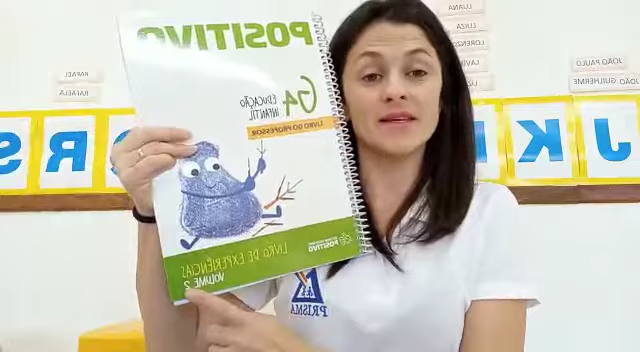 POSITIVO
G4
EDUCAÇÃO
INFANTIL
LIVRO DO PROFESSOR
LIVRO DE EXPERIÊNCIAS
VOLUME 2
POSITIVO
PRISMA
POSITIVO
RAFAEL
RAFAELA
LUANA
LUIZA
LORENZO
JOÃO PAULO
GUILHERME
S
R
K
J